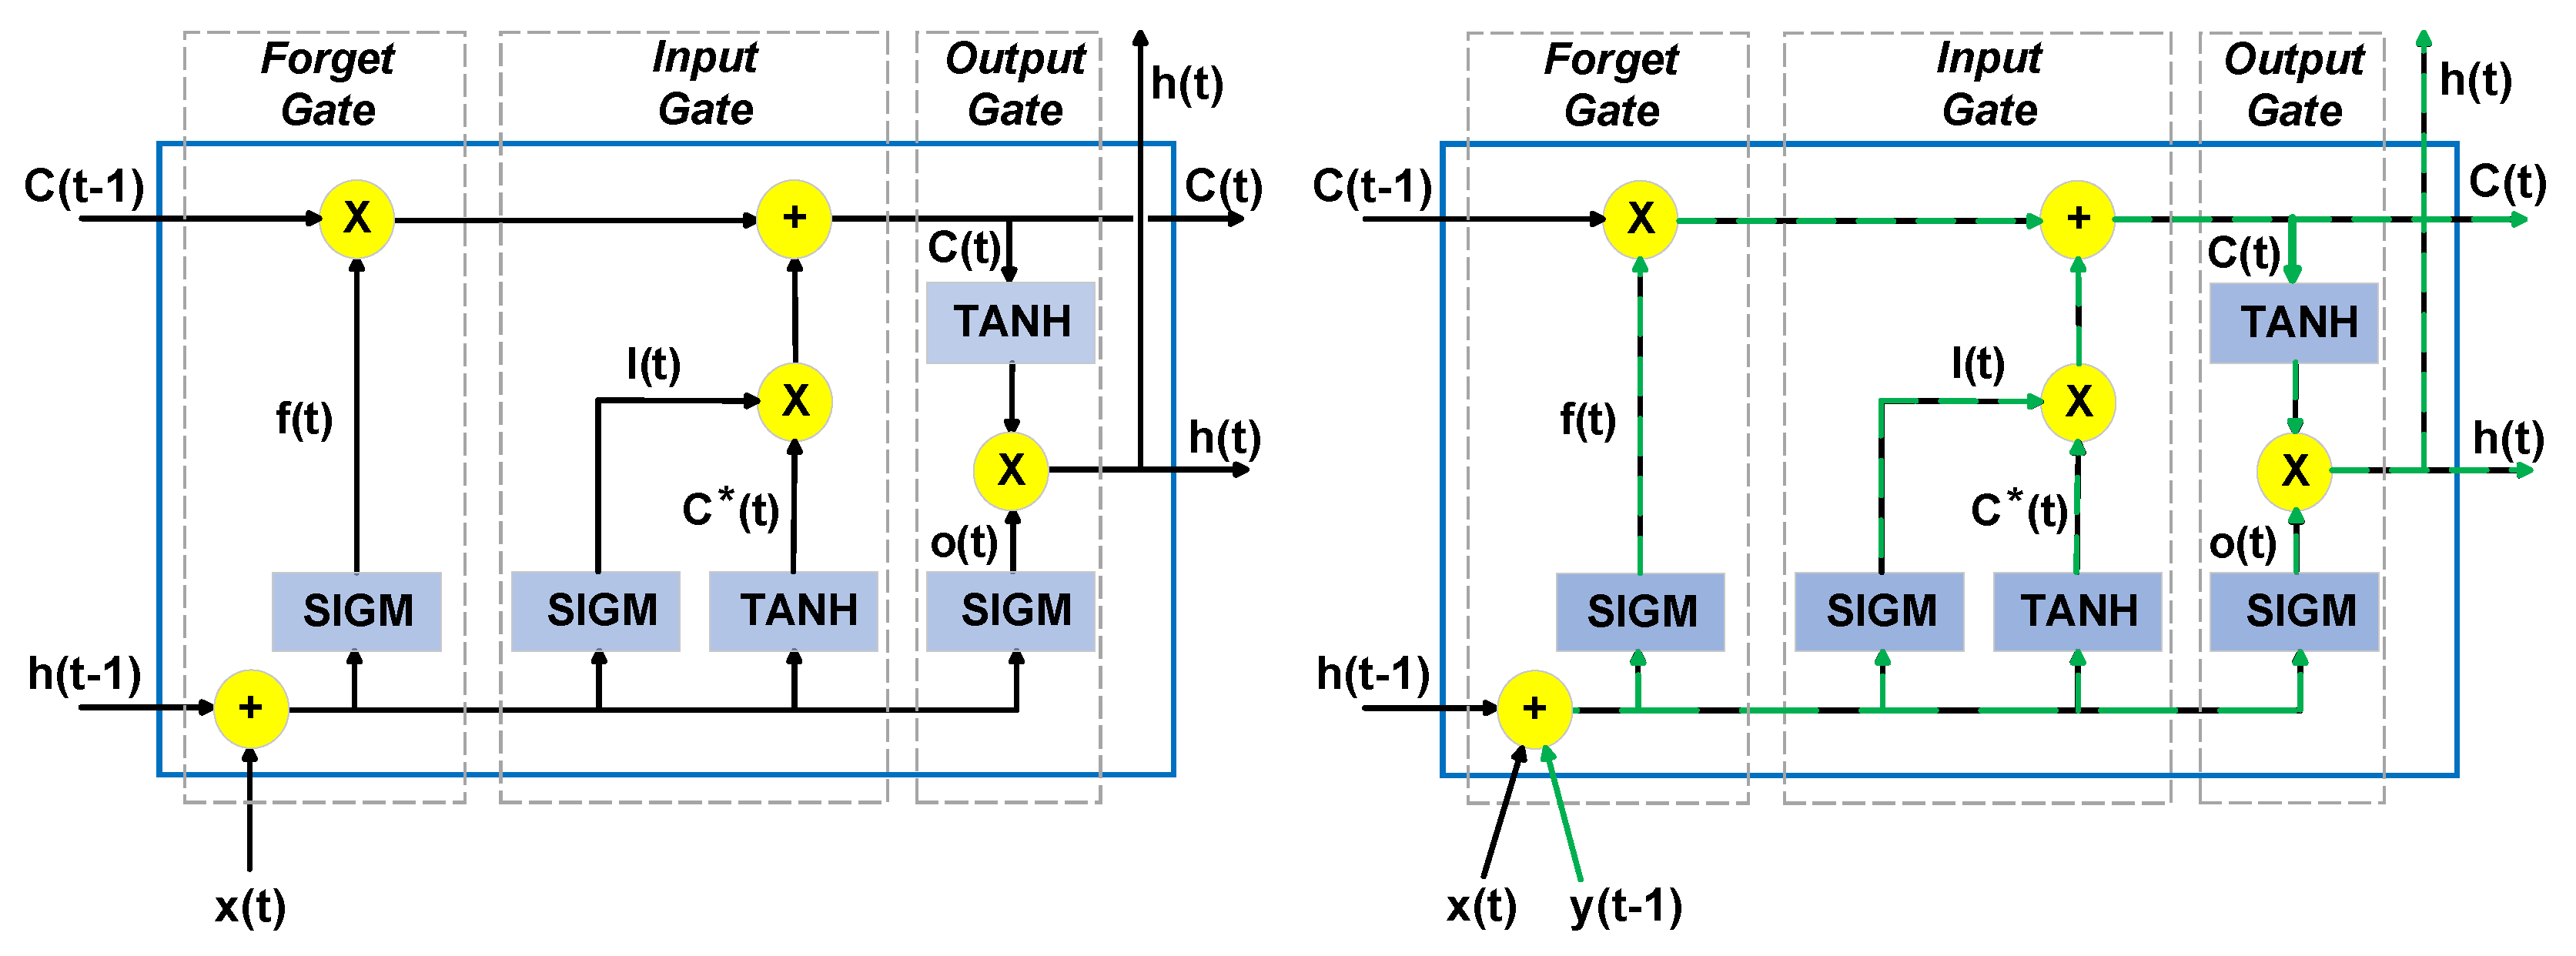 Forget
Gate
Input
Gate
Output
Gate
h(t)
C(t-1)
X
+
C(t)
C(t)
TANH
I(t)
X
f(t)
h(t)
X
C*(t)
o(t)
SIGM
SIGM
TANH
SIGM
h(t-1)
+
x(t)
Forget
Gate
Input
Gate
Output
Gate
h(t)
C(t-1)
X
+
C(t)
C(t)
TANH
I(t)
X
f(t)
h(t)
X
C*(t)
o(t)
SIGM
SIGM
TANH
SIGM
h(t-1)
+
x(t)
y(t-1)